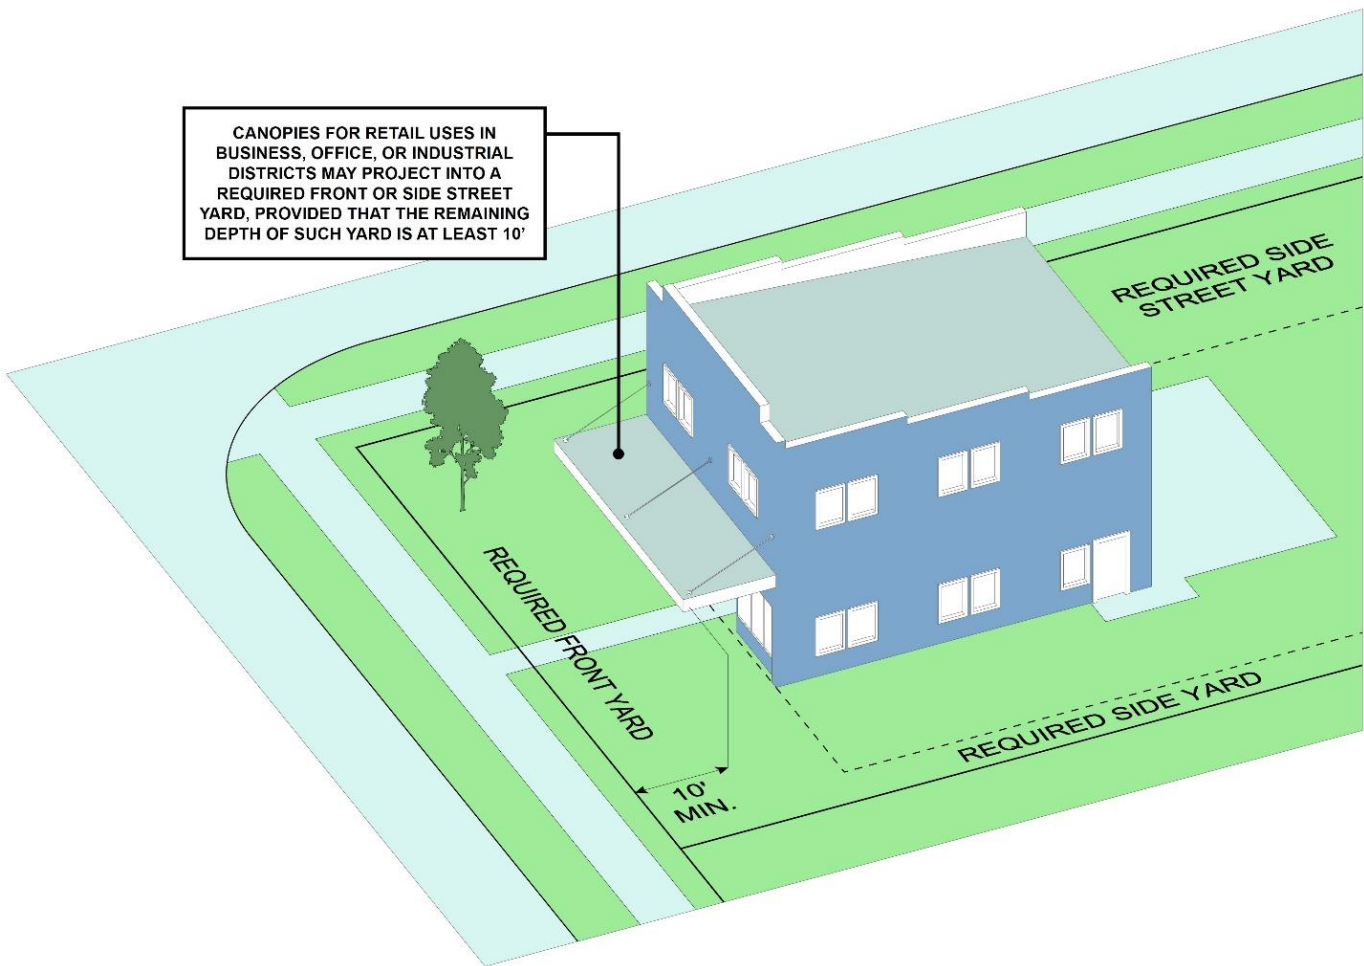 CANOPIES FOR RETAIL USES IN
BUSINESS, OFFICE, OR INDUSTRIAL
DISTRICTS MAY PROJECT INTO A
REQUIRED FRONT OR SIDE STREET
YARD, PROVIDED THAT THE REMAINING
DEPTH OF SUCH YARD IS AT LEAST 10'
REQUIRED SIDE
STREET YARD
REQUIRED FRONT YARD
REQUIRED SIDE YARD
10'
MIN.